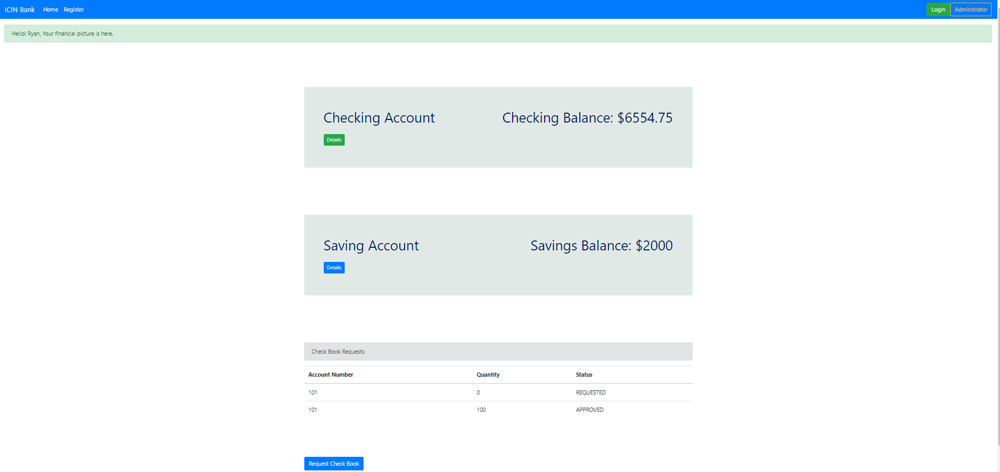 ICIN Bank Home Register Login Adminstrator
Hello! Ryan, Your financial picture is here.
Checking Account Checking Balance: $6554.75
Details
Saving Account Savings Balance: $2000
Details
Check Book Requests
Account Number Quantity Status
101 0 REQUESTED
101 100 APPROVED
Request Check Book